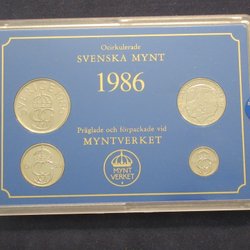 Ocirkulerade
SVENSKA MYNT
1986
Präglade och förpackade vid
MYNTVERKET
MYNT
VERKET